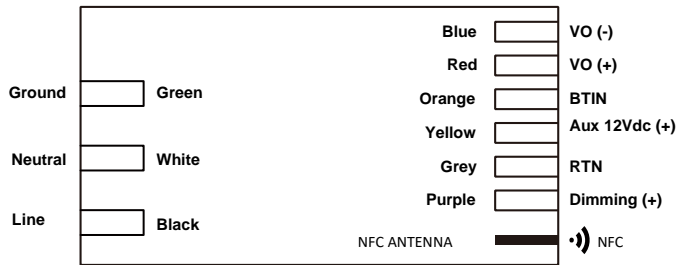 Blue VO (-)
Red VO (+)
Ground Green Orange BTIN
Yellow Aux 12Vdc (+)
Neutral White Grey RTN
Purple Dimming (+)
Line Black
NFC ANTENNA NFC